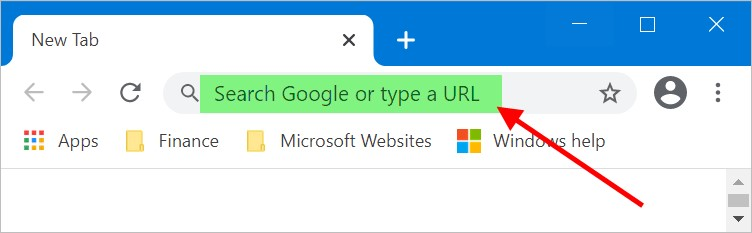 New Tab
Search Google or type a URL
Apps Finance Microsoft Websites Windows help